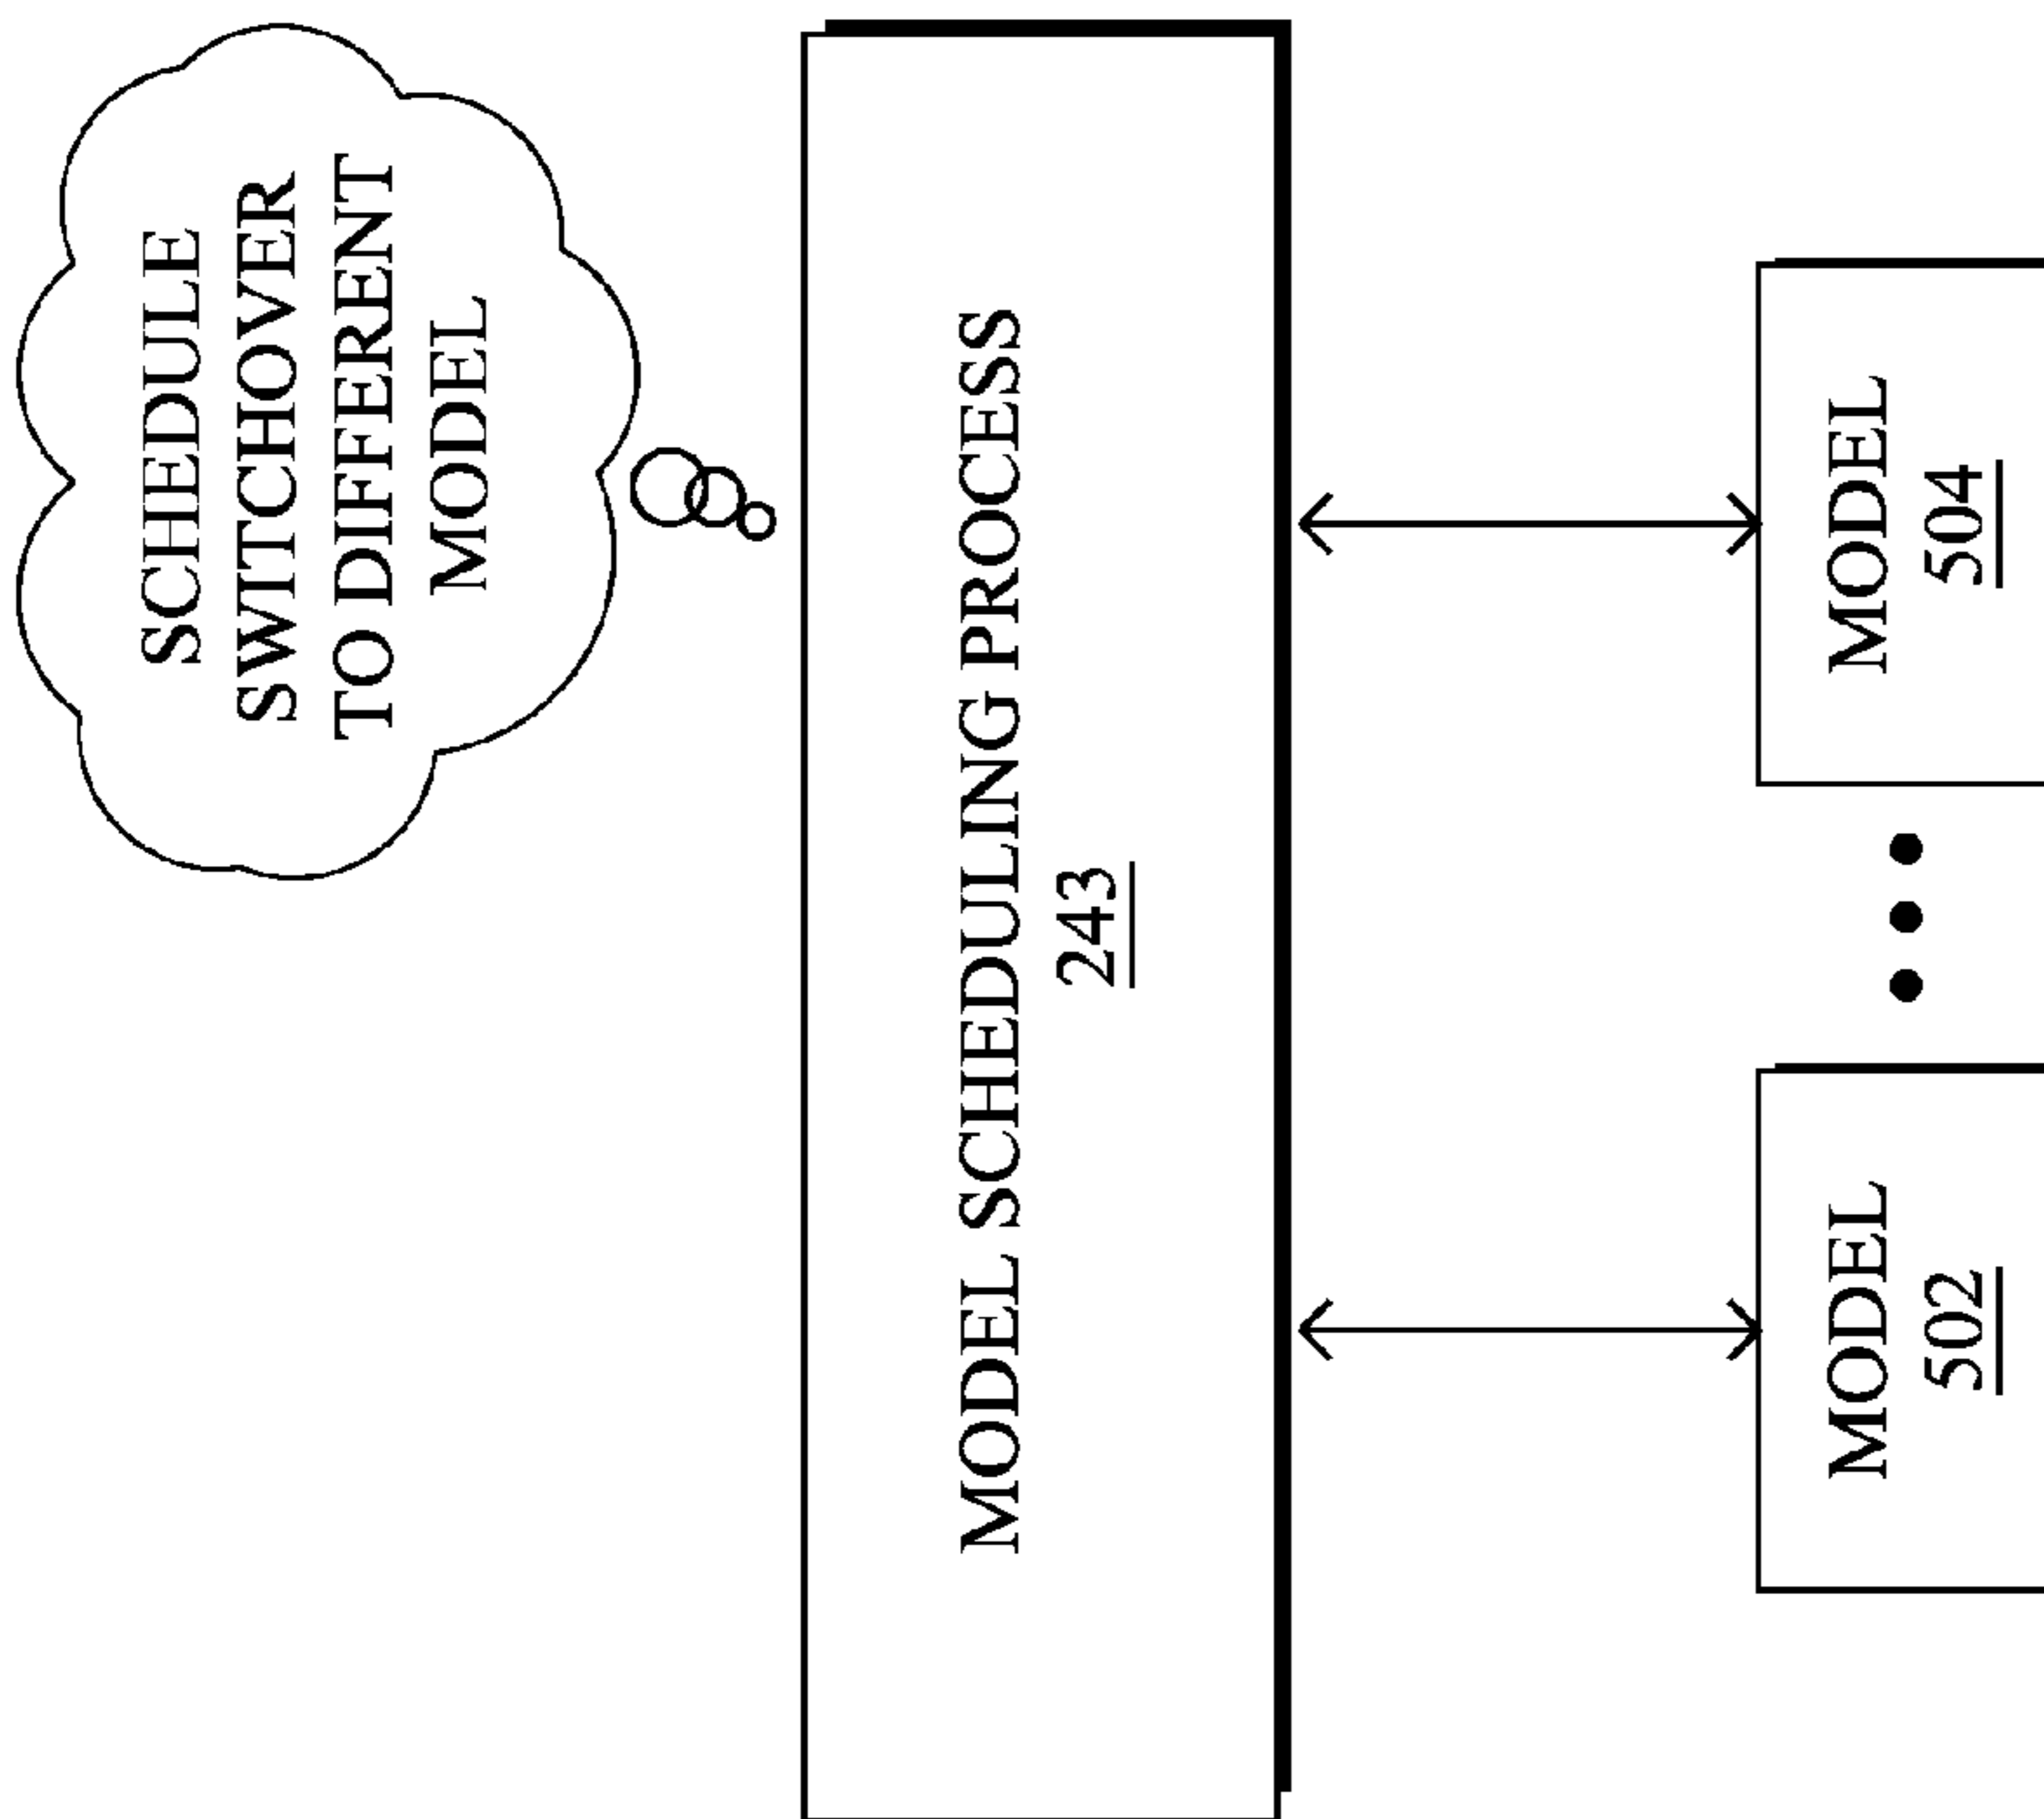 SCHEDULE
SWITCHOVER
TO DIFFERENT
MODEL
MODEL SCHEDULING PROCESS
243
MODEL
502
MODEL
504